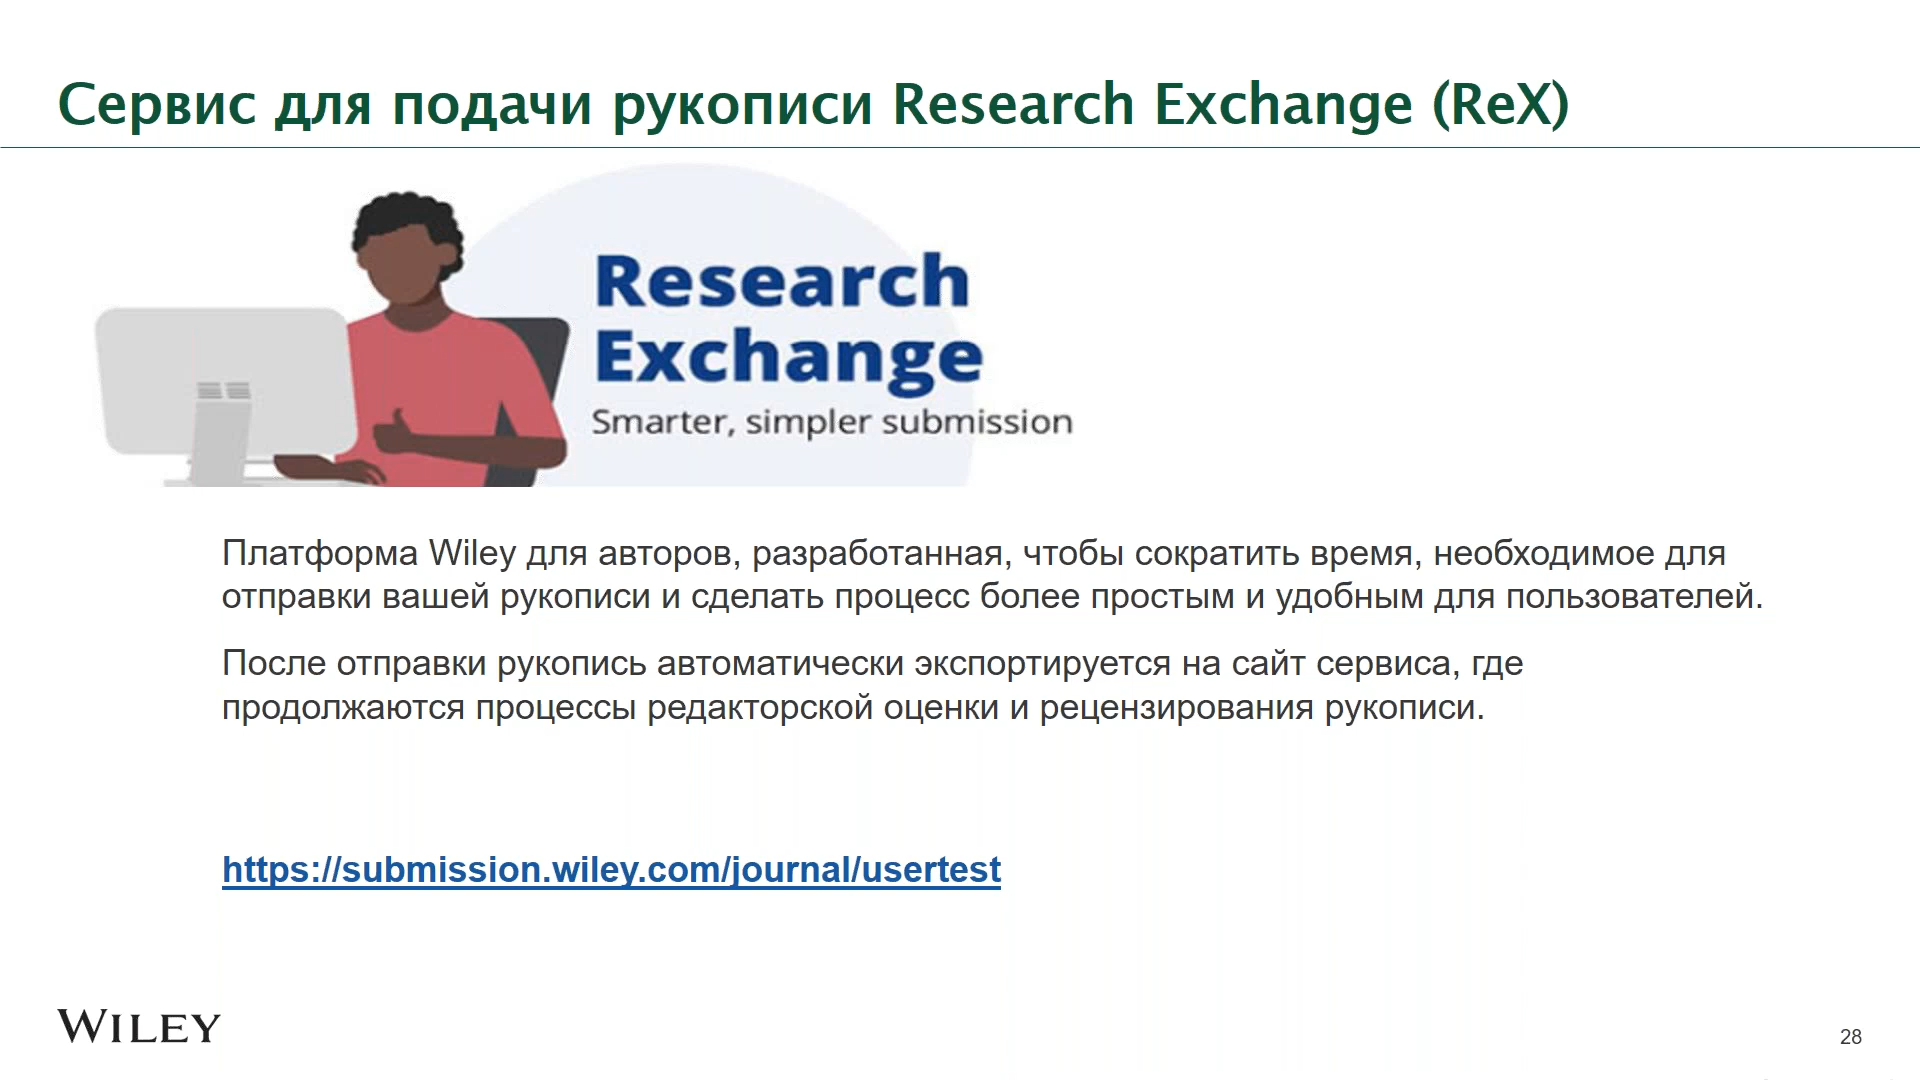 Сервис для подачи рукописи Research Exchange (ReX)
Research
Exchange
Smarter, simpler submission
Платформа Wiley для авторов, разработанная, чтобы сократить время, необходимое для
отправки вашей рукописи и сделать процесс более простым и удобным для пользователей.
После отправки рукопись автоматически экспортируется на сайт сервиса, где
продолжаются процессы редакторской оценки и рецензирования рукописи.
https://submission.wiley.com/journal/usertest
WILEY
28